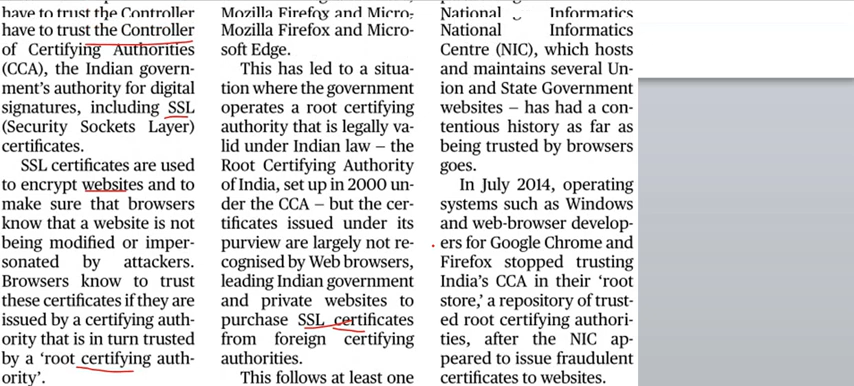 have to trust the Controller
have to trust the Controller
of Certifying Authorities
(CCA), the Indian govern-
ment's authority for digital
signatures, including SSL
(Security Sockets Layer)
certificates.
SSL certificates are used
to encrypt websites and to
make sure that browsers
know that a website is not
being modified or imper-
sonated by attackers.
Browsers know to trust
these certificates if they are
issued by a certifying auth-
ority that is in turn trusted
by a ‘root certifying auth-
ority’.
Mozilla Firefox and Micro-
Mozilla Firefox and Micro-
soft Edge.
This has led to a situa-
tion where the government
operates a root certifying
authority that is legally va-
lid under Indian law – the
Root Certifying Authority
of India, set up in 2000 un-
der the CCA – but the cer-
tificates issued under its
purview are largely not re-
cognised by Web browsers,
leading Indian government
and private websites to
purchase SSL certificates
from foreign certifying
authorities.
This follows at least one
National Informatics
National Informatics
Centre (NIC), which hosts
and maintains several Un-
ion and State Government
websites – has had a con-
tentious history as far as
being trusted by browsers
goes.
In July 2014, operating
systems such as Windows
and web-browser develop-
ers for Google Chrome and
Firefox stopped trusting
India's CCA in their ‘root
store,’ a repository of trust-
ed root certifying authori-
ties, after the NIC ap-
peared to issue fraudulent
certificates to websites.